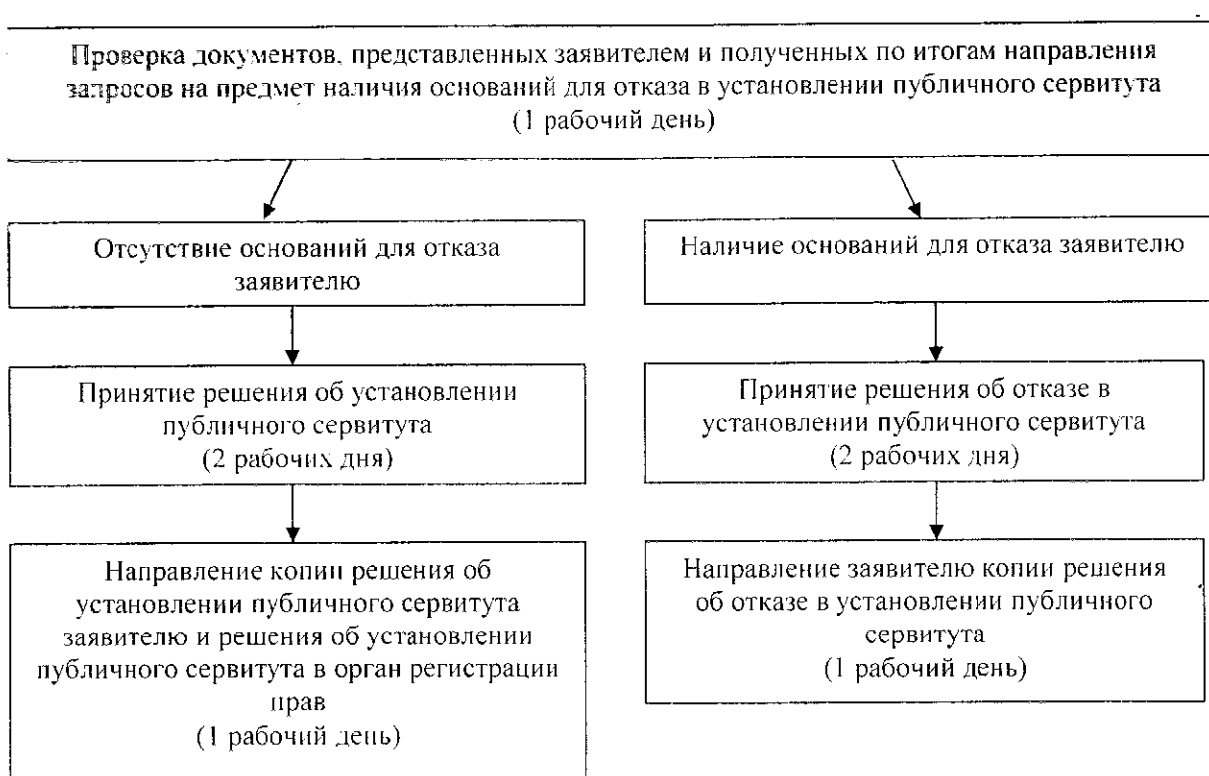 Проверка документов, представленных заявителем и полученных по итогам направления
запросов на предмет наличия оснований для отказа в установлении публичного сервитута
(1 рабочий день)
Отсутствие оснований для отказа
заявителю
Наличие оснований для отказа заявителю
Принятие решения об установлении
публичного сервитута
(2 рабочих дня)
Принятие решения об отказе в
установлении публичного сервитута
(2 рабочих дня)
Направление копии решения об
установлении публичного сервитута
заявителю и решения об установлении
публичного сервитута в орган регистрации
прав
(1 рабочий день)
Направление заявителю копии решения
об отказе в установлении публичного
сервитута
(1 рабочий день)